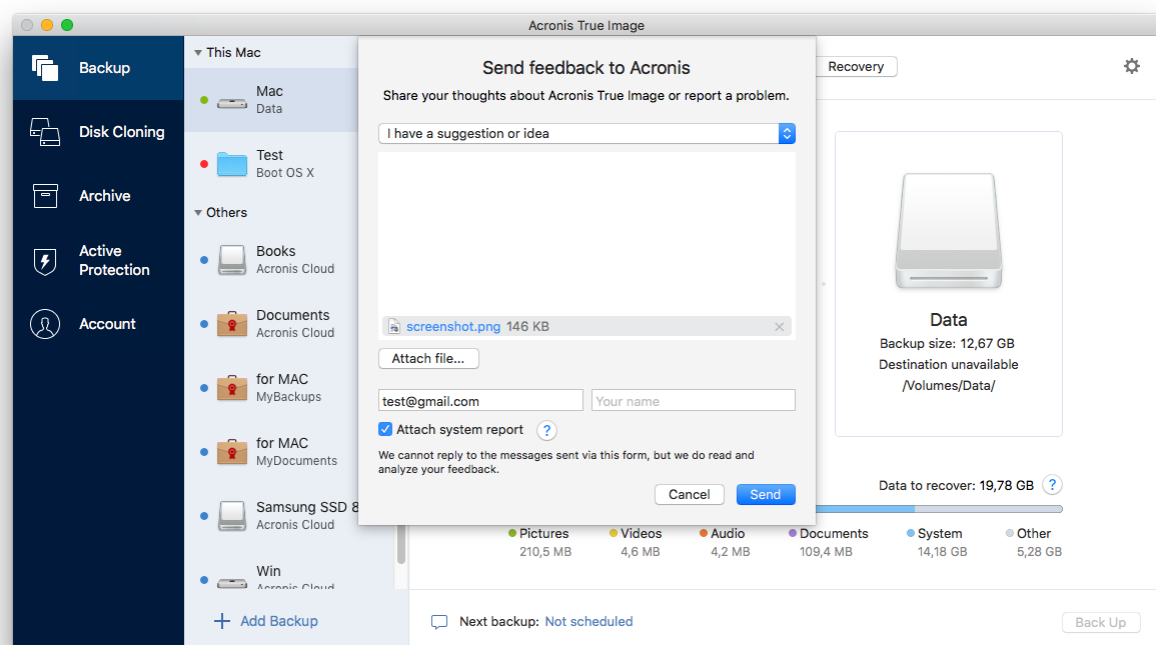 Acronis True Image
Backup
Disk Cloning
Archive
Active
Protection
Account
This Mac
Mac
Data
Test
Boot OS X
Others
Books
Acronis Cloud
Documents
Acronis Cloud
for MAC
MyBackups
for MAC
MyDocuments
Samsung SSD 8
Acronis Cloud
Win
Acronis Cloud
Add Backup
Send feedback to Acronis
Share your thoughts about Acronis True Image or report a problem.
I have a suggestion or idea
screenshot.png 146 KB
Attach file...
test@gmail.com Your name
Attach system report ?
We cannot reply to the messages sent via this form, but we do read and
analyze your feedback.
Cancel Send
Recovery
Data
Backup size: 12,67 GB
Destination unavailable
/Volumes/Data/
Data to recover: 19,78 GB ?
Pictures Videos Audio Documents System Other
210,5 MB 4,6 MB 4,2 MB 109,4 MB 14,18 GB 5,28 GB
Next backup: Not scheduled
Back Up